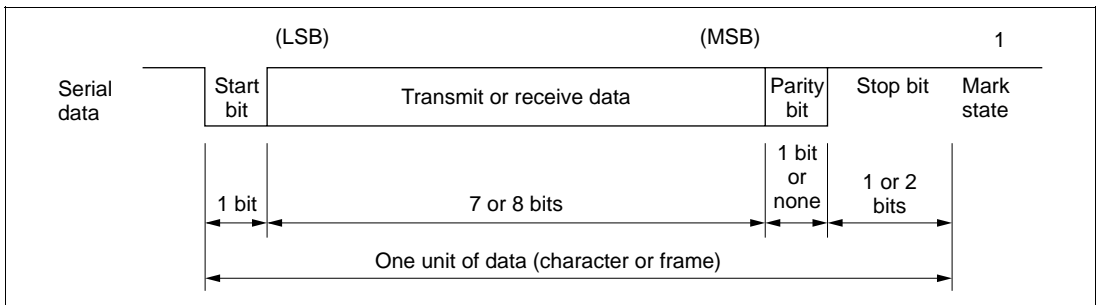 (LSB) (MSB) 1
Serial
data
Start
bit
Transmit or receive data
Parity
bit
Stop bit
Mark
state
1 bit
7 or 8 bits
1 bit
or
none
1 or 2
bits
One unit of data (character or frame)